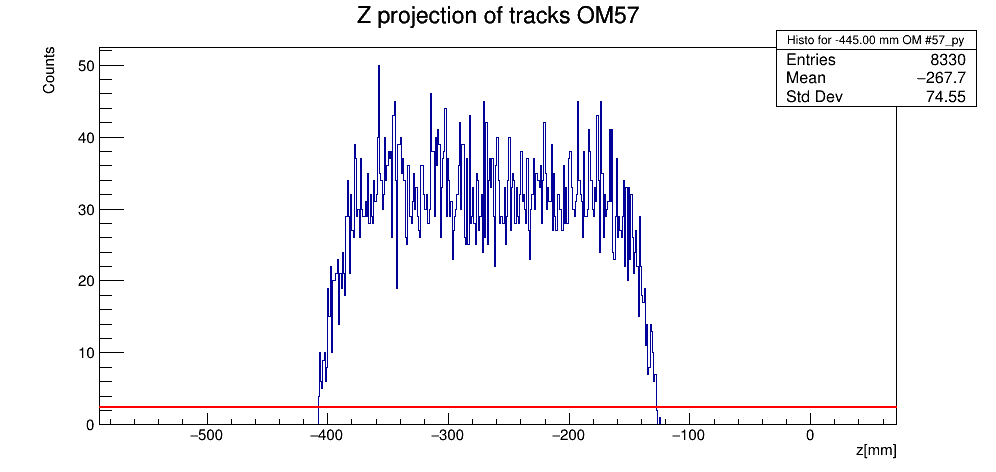 Z projection of tracks OM57
Histo for -445.00 mm OM #57_py
Entries 8330
Mean −267.7
Std Dev 74.55
Counts
50
40
30
20
10
0
−500 −400 −300 −200 −100 0
z[mm]